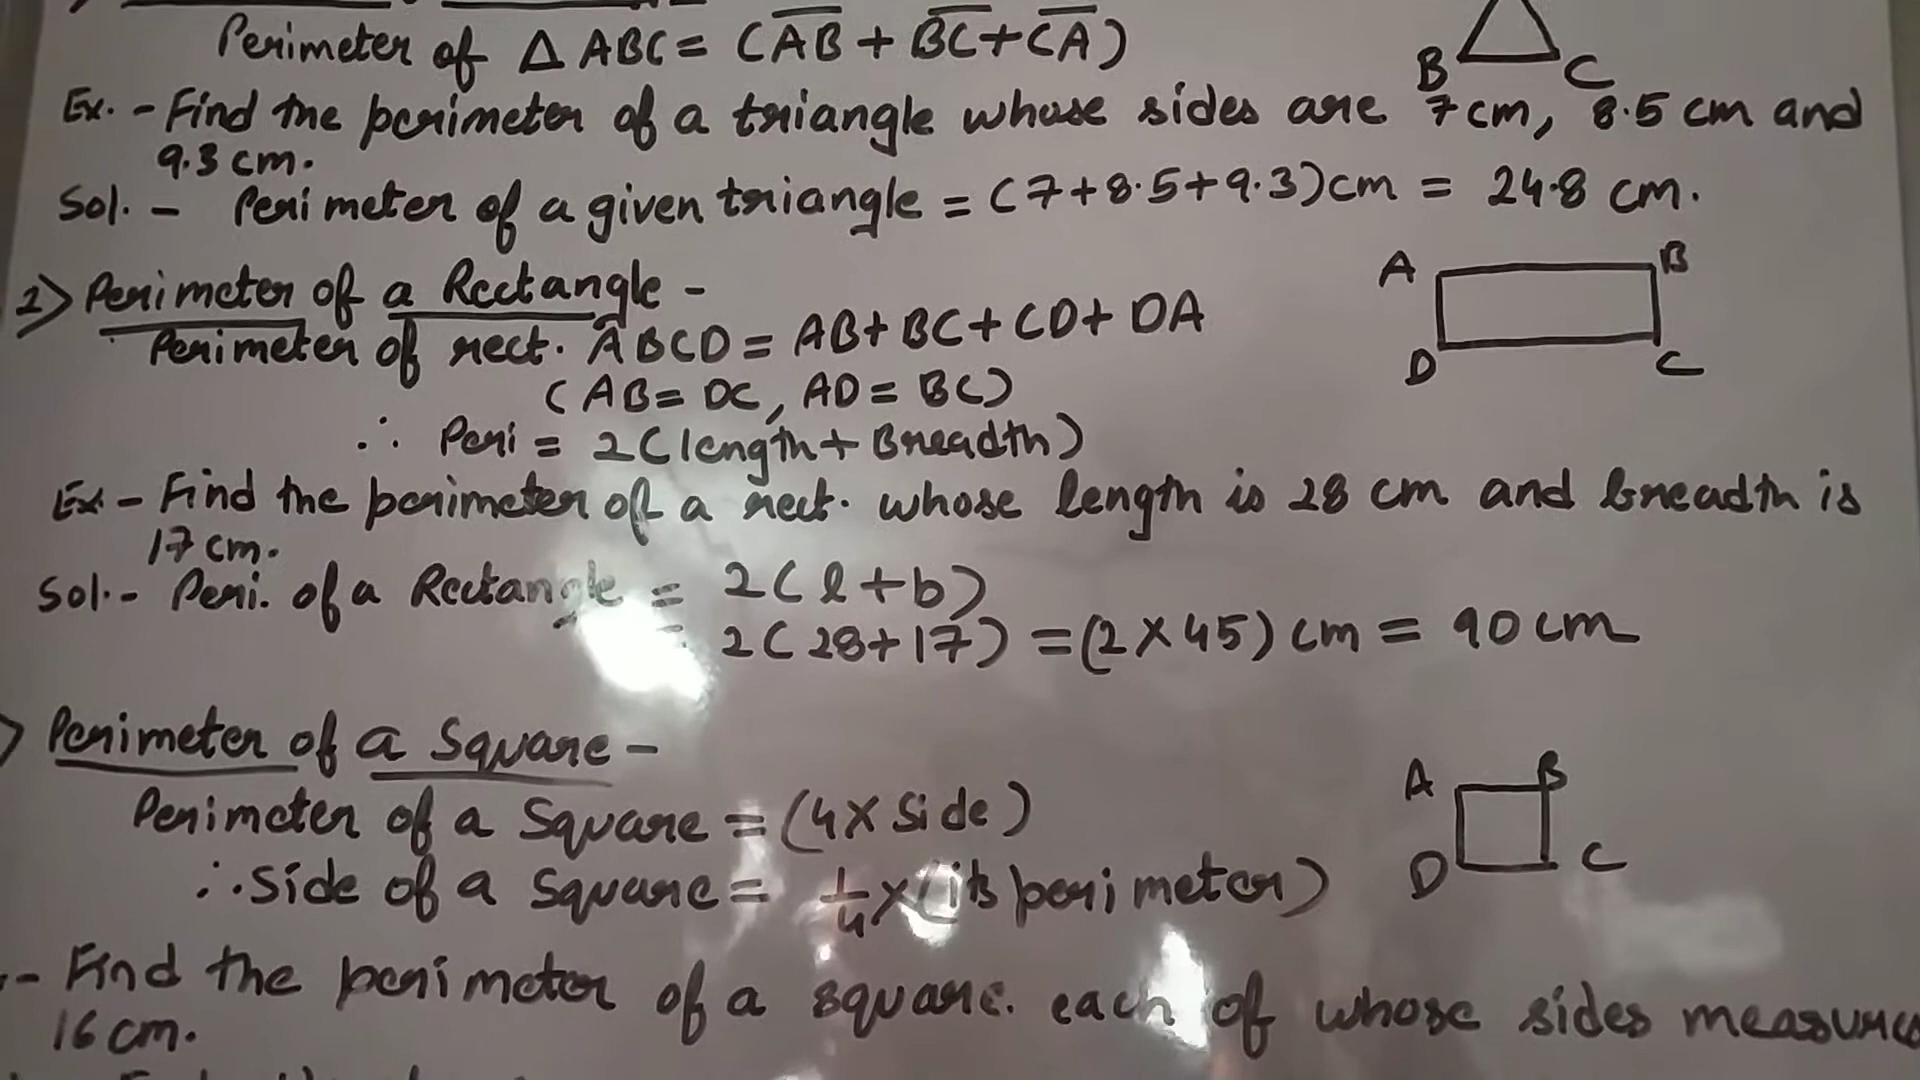 Perimeter of △ ABC = (AB + BC + CA)
B C
Ex. - Find the perimeter of a triangle whose sides are 7 cm, 8.5 cm and
9.3 cm.
Sol. - Perimeter of a given triangle = (7+8.5+9.3) cm = 24.8 cm.
2) Perimeter of a Rectangle -
A B
D C
Perimeter of rect. ABCD = AB + BC + CD + DA
(AB = DC, AD = BC)
∴ Peri = 2 (length + Breadth)
Ex - Find the perimeter of a rect. whose length is 28 cm and breadth is
17 cm.
Sol. - Peri. of a Rectangle = 2 (l + b)
= 2 (28 + 17) = (2 × 45) cm = 90 cm
) Perimeter of a Square -
A B
D C
Perimeter of a Square = (4 × Side)
∴ Side of a Square = 1/4 × (its perimeter)
- Find the perimeter of a square. each of whose sides measures
16 cm.